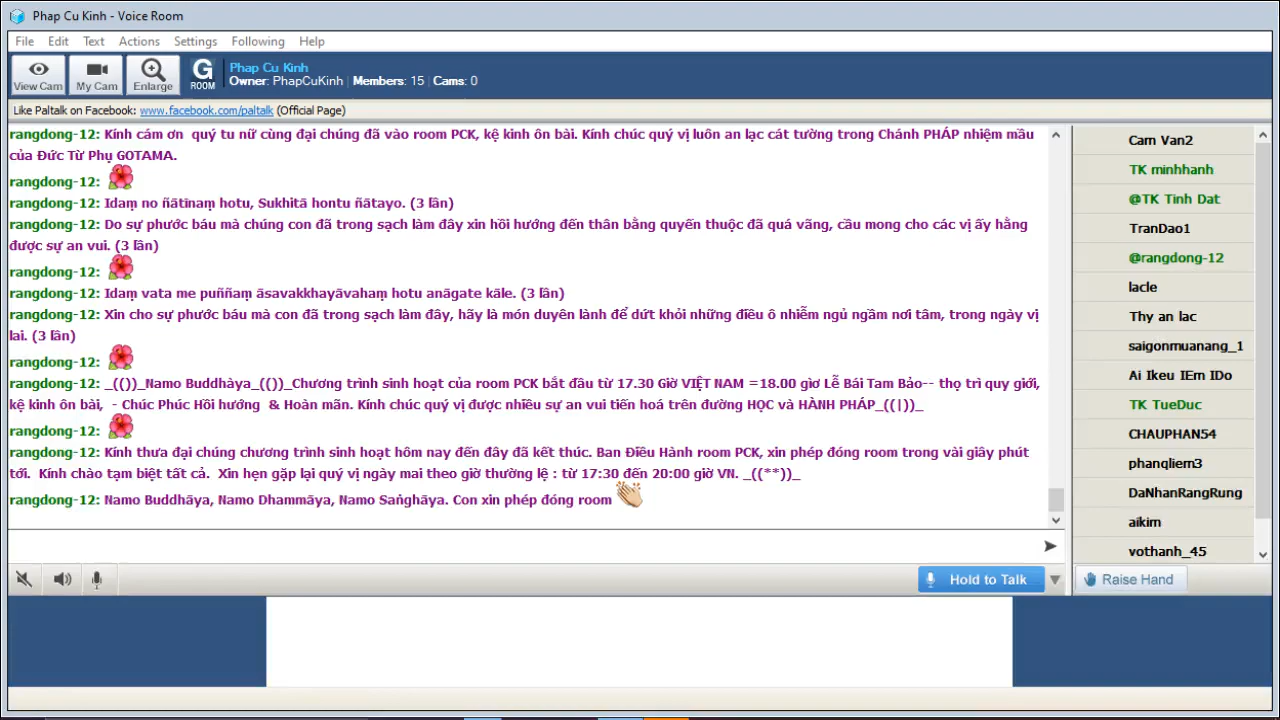 Phap Cu Kinh - Voice Room
File Edit Text Actions Settings Following Help
View Cam My Cam Enlarge G ROOM
Phap Cu Kinh
Owner: PhapCuKinh | Members: 15 | Cams: 0
Like Paltalk on Facebook: www.facebook.com/paltalk (Official Page)
rangdong-12: Kính cám ơn quý tu nữ cùng đại chúng đã vào room PCK, kệ kinh ôn bài. Kính chúc quý vị luôn an lạc cát tường trong Chánh PHÁP nhiệm mầu
của Đức Từ Phụ GOTAMA.
rangdong-12:
rangdong-12: Idaṃ no ñātīnaṃ hotu, Sukhitā hontu ñātayo. (3 lần)
rangdong-12: Do sự phước báu mà chúng con đã trong sạch làm đây xin hồi hướng đến thân bằng quyến thuộc đã quá vãng, cầu mong cho các vị ấy hằng
được sự an vui. (3 lần)
rangdong-12:
rangdong-12: Idaṃ vata me puññaṃ āsavakkhayāvahaṃ hotu anāgate kāle. (3 lần)
rangdong-12: Xin cho sự phước báu mà con đã trong sạch làm đây, hãy là món duyên lành để dứt khỏi những điều ô nhiễm ngủ ngầm nơi tâm, trong ngày vị
lai. (3 lần)
rangdong-12:
rangdong-12: _(())_Namo Buddhàya_(())_Chương trình sinh hoạt của room PCK bắt đầu từ 17.30 Giờ VIỆT NAM =18.00 giơ Lễ Bái Tam Bảo-- thọ trì quy giới,
kệ kinh ôn bài, - Chúc Phúc Hồi hướng & Hoàn mãn. Kính chúc quý vị được nhiều sự an vui tiến hoá trên đường HỌC và HÀNH PHÁP_((|))_
rangdong-12:
rangdong-12: Kính thưa đại chúng chương trình sinh hoạt hôm nay đến đây đã kết thúc. Ban Điều Hành room PCK, xin phép đóng room trong vài giây phút
tới. Kính chào tạm biệt tất cả. Xin hẹn gặp lại quý vị ngày mai theo giờ thường lệ : từ 17:30 đến 20:00 giờ VN. _((**))_
rangdong-12: Namo Buddhāya, Namo Dhammāya, Namo Saṅghāya. Con xin phép đóng room
Hold to Talk
Cam Van2
TK minhhanh
@TK Tinh Dat
TranDao1
@rangdong-12
lacle
Thy an lac
saigonmuanang_1
Ai Ikeu IEm IDo
TK TueDuc
CHAUPHAN54
phanqliem3
DaNhanRangRung
aikim
vothanh_45
Raise Hand